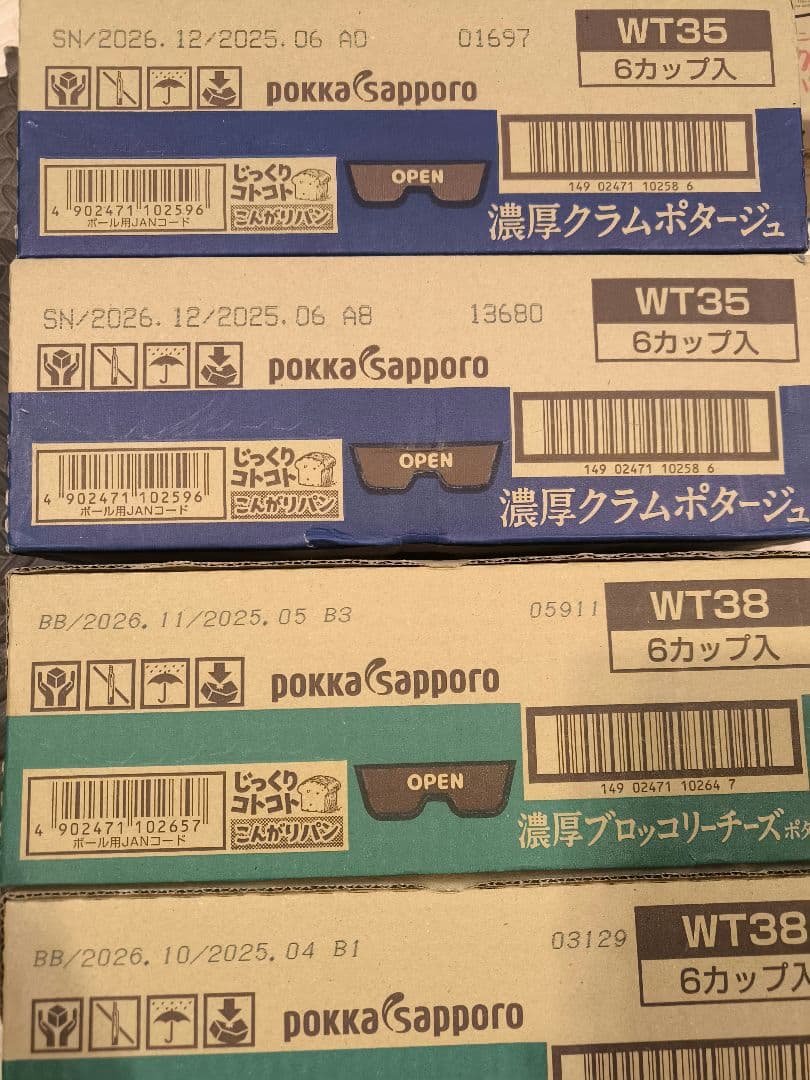 SN/2026.12/2025.06 A0 01697
WT35
6カップ入
POKKA Sapporo
4 902471 102596
ボール用JANコード
じっくり
コトコト
こんがりパン
OPEN
149 02471 10258 6
濃厚クラムポタージュ
SN/2026.12/2025.06 A8 13680
WT35
6カップ入
POKKA Sapporo
4 902471 102596
ボール用JANコード
じっくり
コトコト
こんがりパン
OPEN
149 02471 10258 6
濃厚クラムポタージュ
BB/2026.11/2025.05 B3 05911
WT38
6カップ入
POKKA Sapporo
4 902471 102657
ボール用JANコード
じっくり
コトコト
こんがりパン
OPEN
149 02471 10264 7
濃厚ブロッコリーチーズポタ
BB/2026.10/2025.04 B1 03129
WT38
6カップ入
POKKA Sapporo